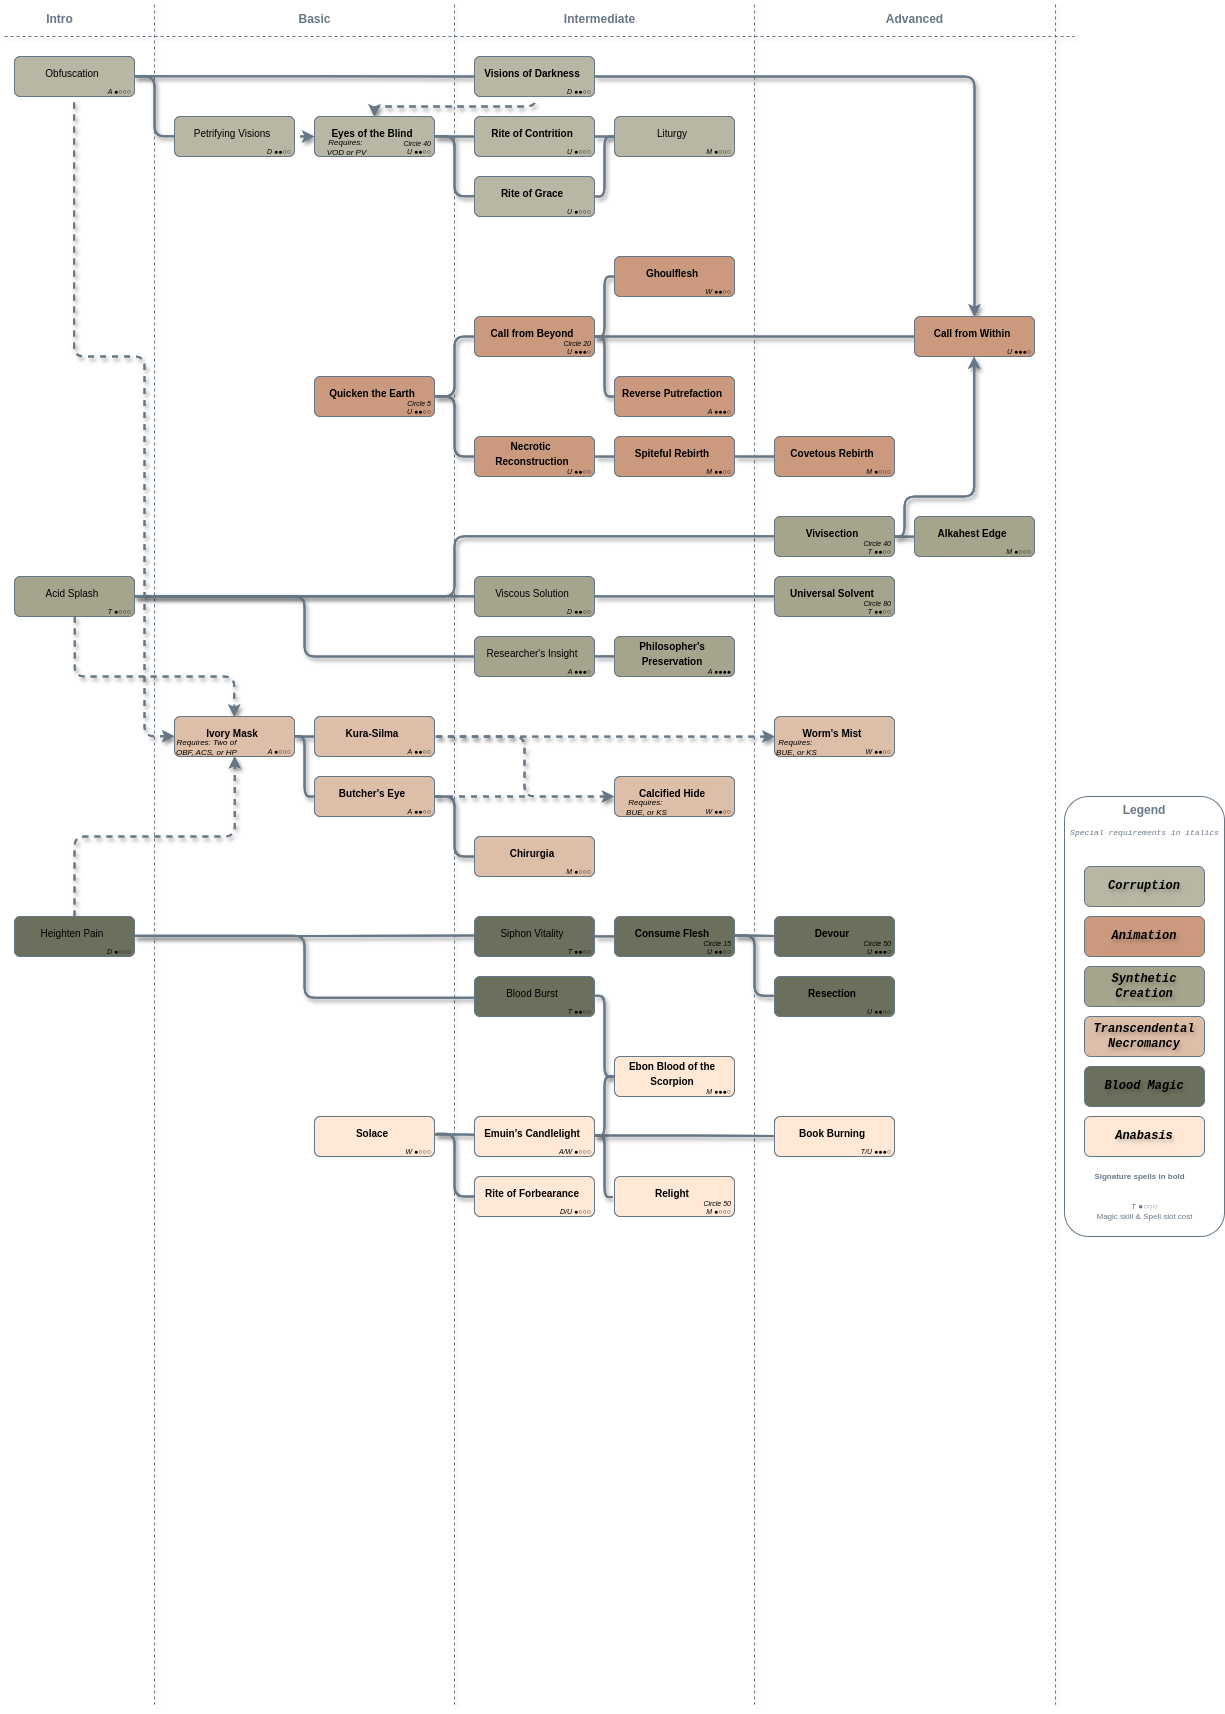 Intro
Basic
Intermediate
Advanced
Obfuscation
A ●○○○
Visions of Darkness
D ●●○○
Petrifying Visions
D ●●○○
Eyes of the Blind
Requires:
VOD or PV
Circle 40
U ●●○○
Rite of Contrition
U ●○○○
Liturgy
M ●○○○
Rite of Grace
U ●○○○
Ghoulflesh
W ●●○○
Call from Beyond
Circle 20
U ●●●○
Call from Within
U ●●●○
Quicken the Earth
Circle 5
U ●●○○
Reverse Putrefaction
A ●●●○
Necrotic
Reconstruction
U ●●○○
Spiteful Rebirth
M ●●○○
Covetous Rebirth
M ●○○○
Vivisection
Circle 40
T ●●○○
Alkahest Edge
M ●○○○
Acid Splash
T ●○○○
Viscous Solution
D ●●○○
Universal Solvent
Circle 80
T ●●○○
Researcher's Insight
A ●●●○
Philosopher's
Preservation
A ●●●●
Ivory Mask
Requires: Two of
OBF, ACS, or HP
A ●○○○
Kura-Silma
A ●●○○
Worm's Mist
Requires:
BUE, or KS
W ●●○○
Butcher's Eye
A ●●○○
Calcified Hide
Requires:
BUE, or KS
W ●●○○
Chirurgia
M ●○○○
Heighten Pain
D ●○○○
Siphon Vitality
T ●●○○
Consume Flesh
Circle 15
U ●●○○
Devour
Circle 50
U ●●●○
Blood Burst
T ●●○○
Resection
U ●●○○
Ebon Blood of the
Scorpion
M ●●●○
Solace
W ●○○○
Emuin's Candlelight
A/W ●○○○
Book Burning
T/U ●●●○
Rite of Forbearance
D/U ●○○○
Relight
Circle 50
M ●○○○
Legend
Special requirements in italics
Corruption
Animation
Synthetic
Creation
Transcendental
Necromancy
Blood Magic
Anabasis
Signature spells in bold
T ●○○○
Magic skill & Spell slot cost